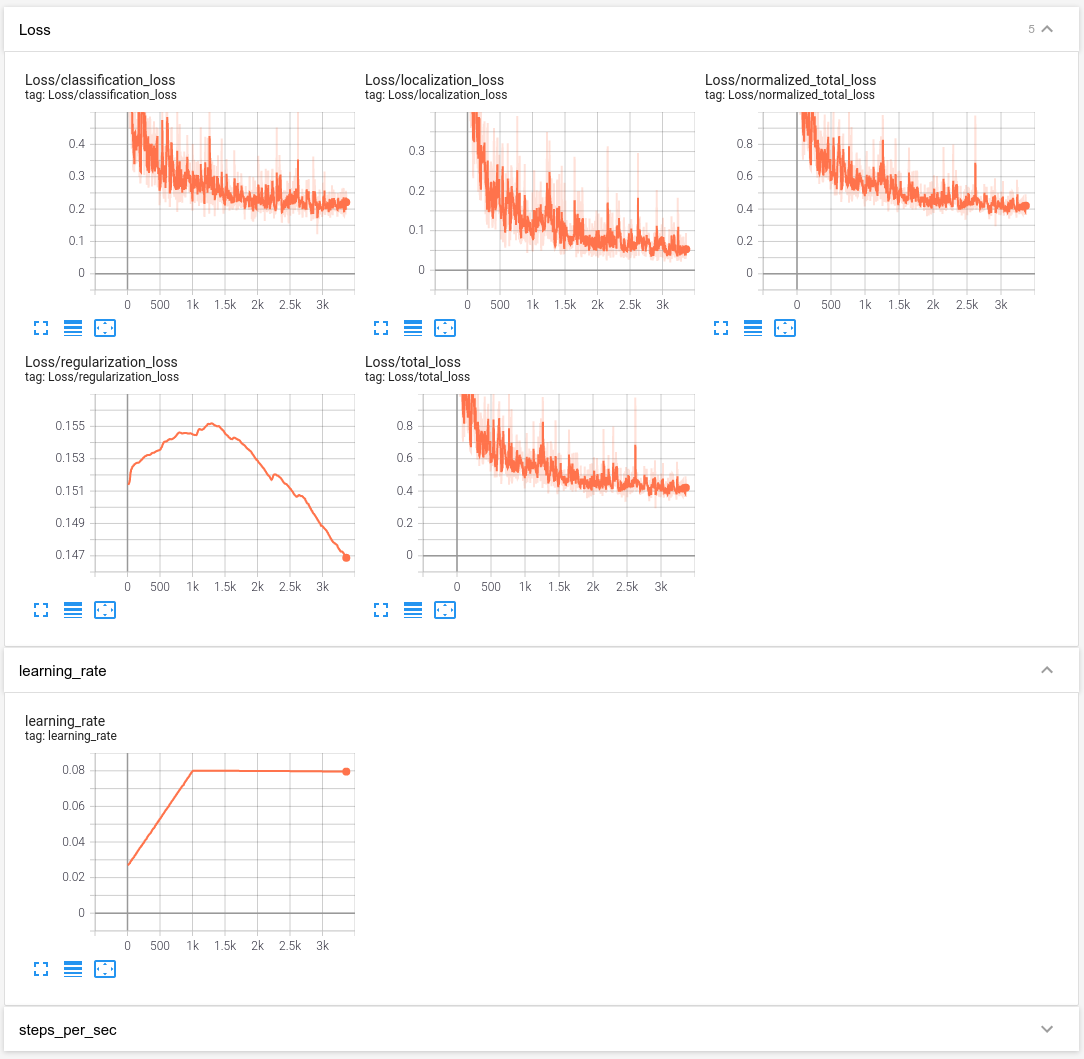 Loss
5
Loss/classification_loss
tag: Loss/classification_loss
0.4
0.3
0.2
0.1
0
0 500 1k 1.5k 2k 2.5k 3k
Loss/localization_loss
tag: Loss/localization_loss
0.3
0.2
0.1
0
0 500 1k 1.5k 2k 2.5k 3k
Loss/normalized_total_loss
tag: Loss/normalized_total_loss
0.8
0.6
0.4
0.2
0
0 500 1k 1.5k 2k 2.5k 3k
Loss/regularization_loss
tag: Loss/regularization_loss
0.155
0.153
0.151
0.149
0.147
0 500 1k 1.5k 2k 2.5k 3k
Loss/total_loss
tag: Loss/total_loss
0.8
0.6
0.4
0.2
0
0 500 1k 1.5k 2k 2.5k 3k
learning_rate
learning_rate
tag: learning_rate
0.08
0.06
0.04
0.02
0
0 500 1k 1.5k 2k 2.5k 3k
steps_per_sec